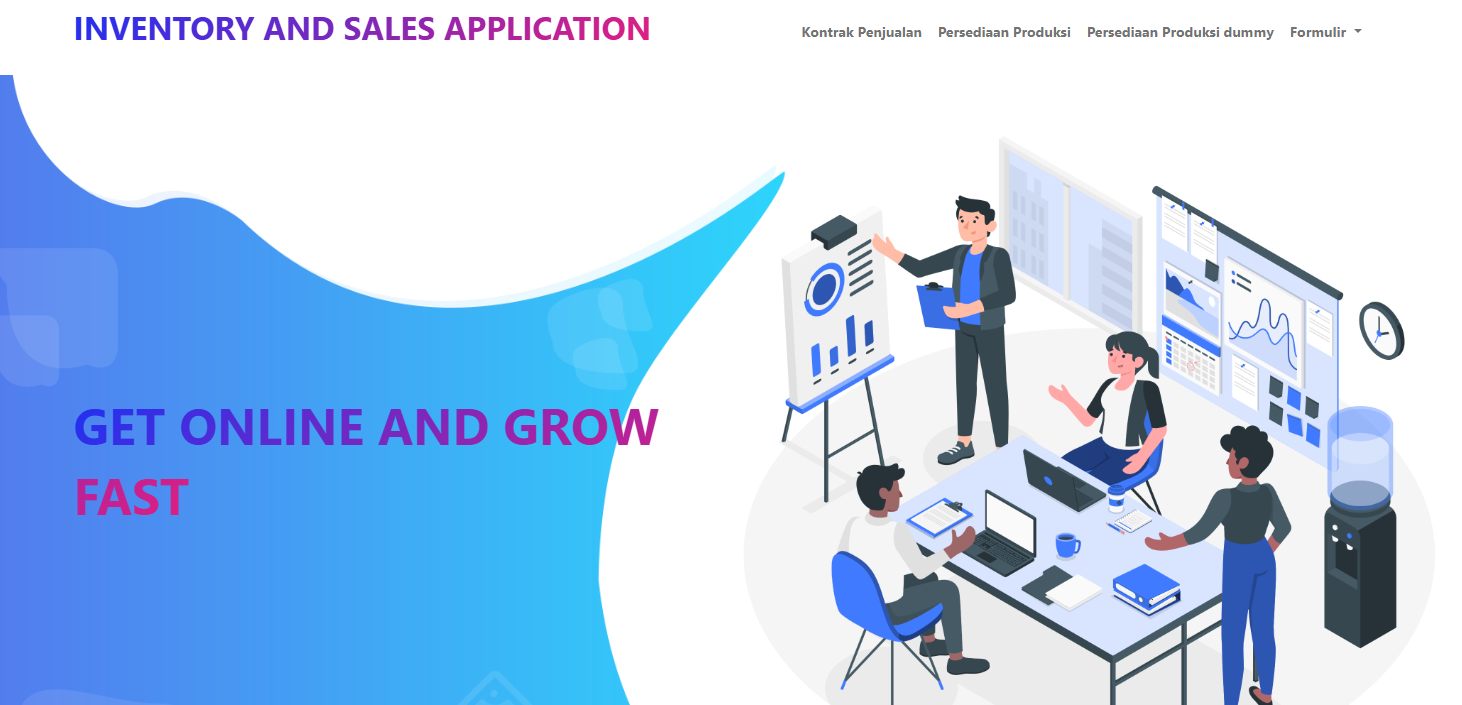 INVENTORY AND SALES APPLICATION
Kontrak Penjualan Persediaan Produksi Persediaan Produksi dummy Formulir
GET ONLINE AND GROW
FAST